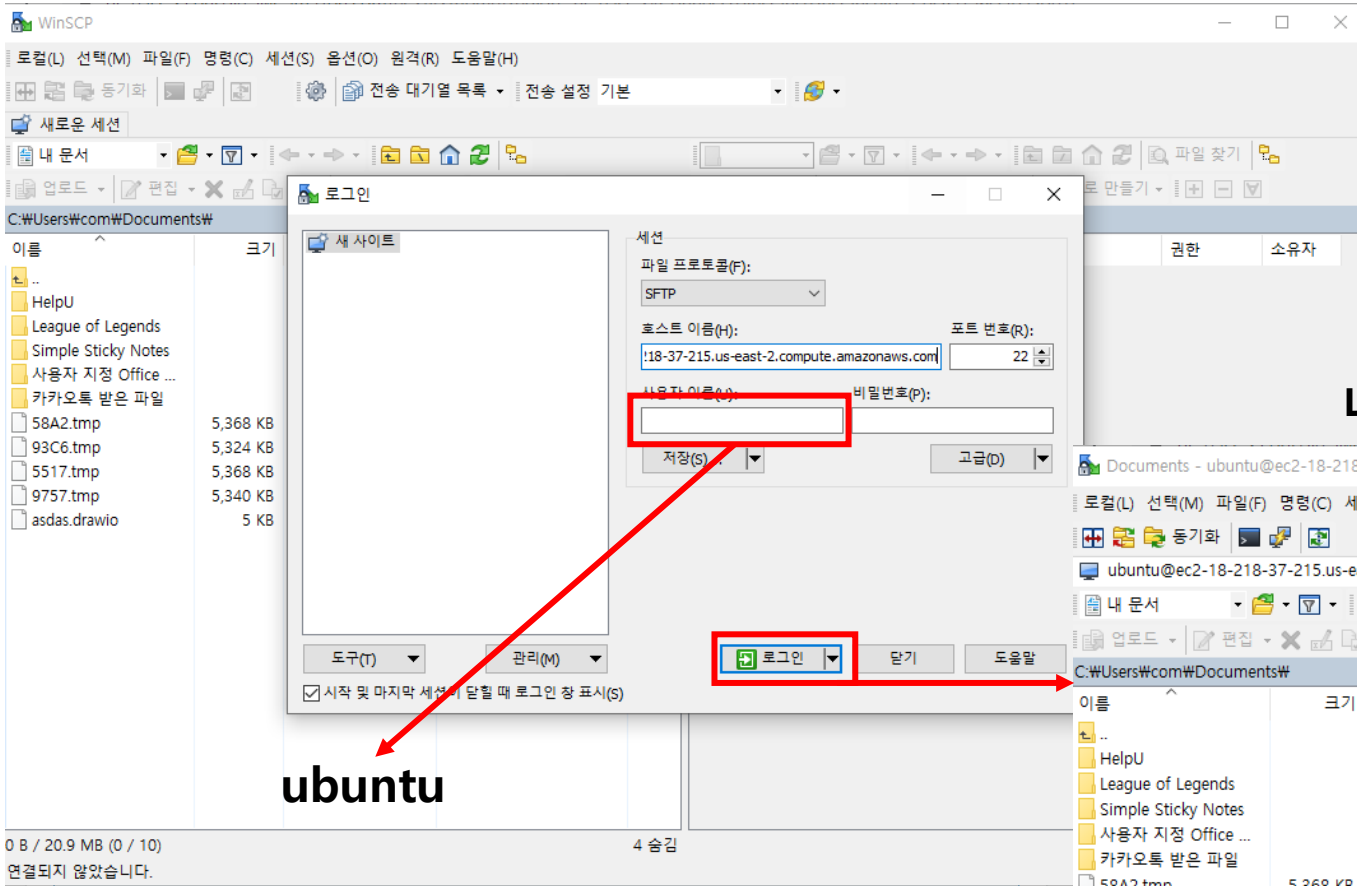 WinSCP
로컬(L) 선택(M) 파일(F) 명령(C) 세션(S) 옵션(O) 원격(R) 도움말(H)
동기화 전송 대기열 목록 전송 설정 기본
새로운 세션
내 문서 파일 찾기
업로드 편집 로 만들기
C:₩Users₩com₩Documents₩
이름 크기 권한 소유자
..
HelpU
League of Legends
Simple Sticky Notes
사용자 지정 Office ...
카카오톡 받은 파일
58A2.tmp 5,368 KB
93C6.tmp 5,324 KB
5517.tmp 5,368 KB
9757.tmp 5,340 KB
asdas.drawio 5 KB
로그인
새 사이트
세션
파일 프로토콜(F):
SFTP
호스트 이름(H): 포트 번호(R):
18-37-215.us-east-2.compute.amazonaws.com 22
사용자 이름(U): 비밀번호(P):
저장(S)... 고급(D)
도구(T) 관리(M) 로그인 닫기 도움말
시작 및 마지막 세션이 닫힐 때 로그인 창 표시(S)
ubuntu
0 B / 20.9 MB (0 / 10) 4 숨김
연결되지 않았습니다.
L
Documents - ubuntu@ec2-18-218
로컬(L) 선택(M) 파일(F) 명령(C) 세
동기화
ubuntu@ec2-18-218-37-215.us-e
내 문서
업로드 편집
C:₩Users₩com₩Documents₩
이름 크기
..
HelpU
League of Legends
Simple Sticky Notes
사용자 지정 Office ...
카카오톡 받은 파일
58A2.tmp 5,368 KB